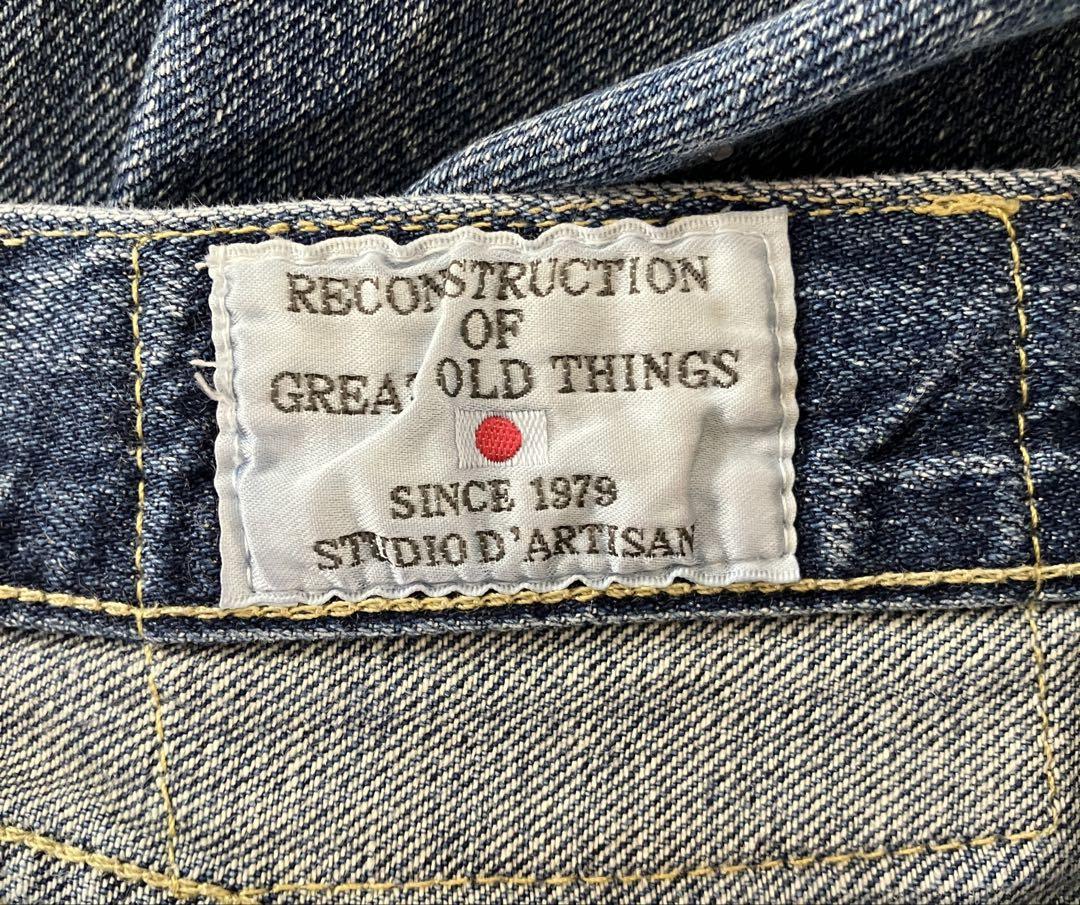 RECONSTRUCTION
OF
GREAT OLD THINGS
SINCE 1979
STUDIO D'ARTISAN